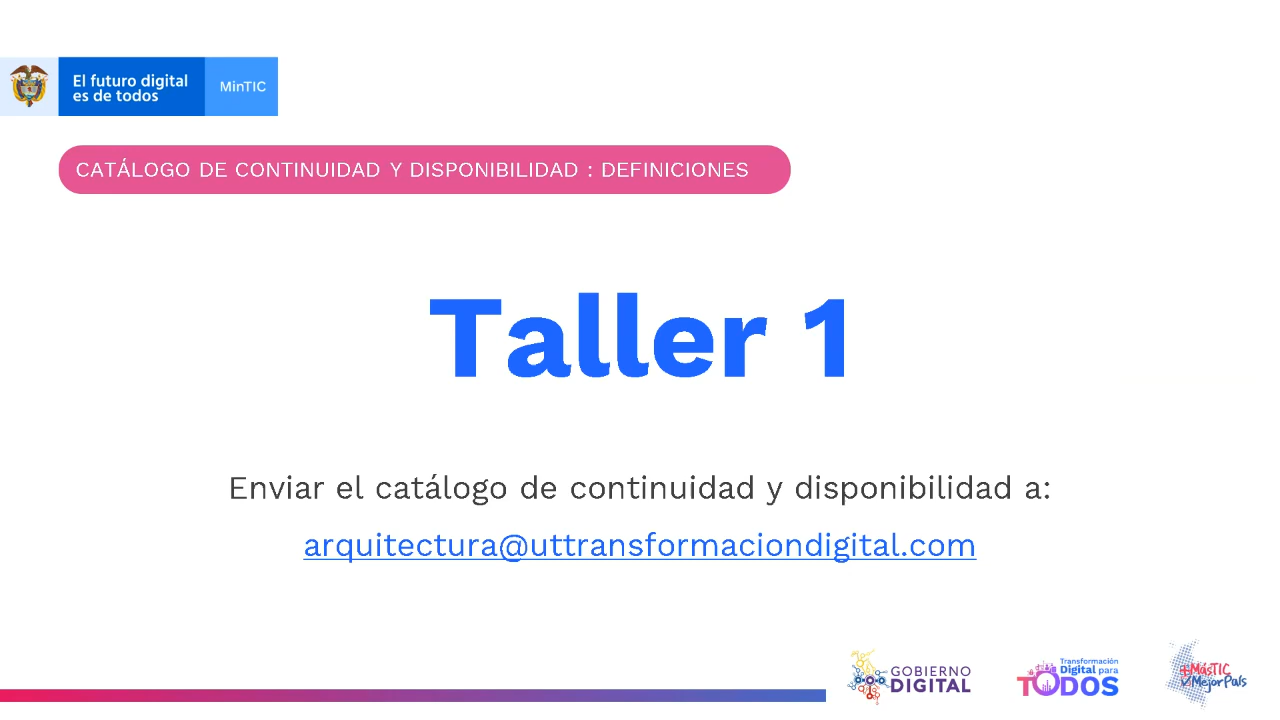 El futuro digital
es de todos
MinTIC
CATÁLOGO DE CONTINUIDAD Y DISPONIBILIDAD : DEFINICIONES
Taller 1
Enviar el catálogo de continuidad y disponibilidad a:
arquitectura@uttransformaciondigital.com
GOBIERNO
DIGITAL
Transformación
Digital para
TODOS
+MásTIC
✓MejorPaís